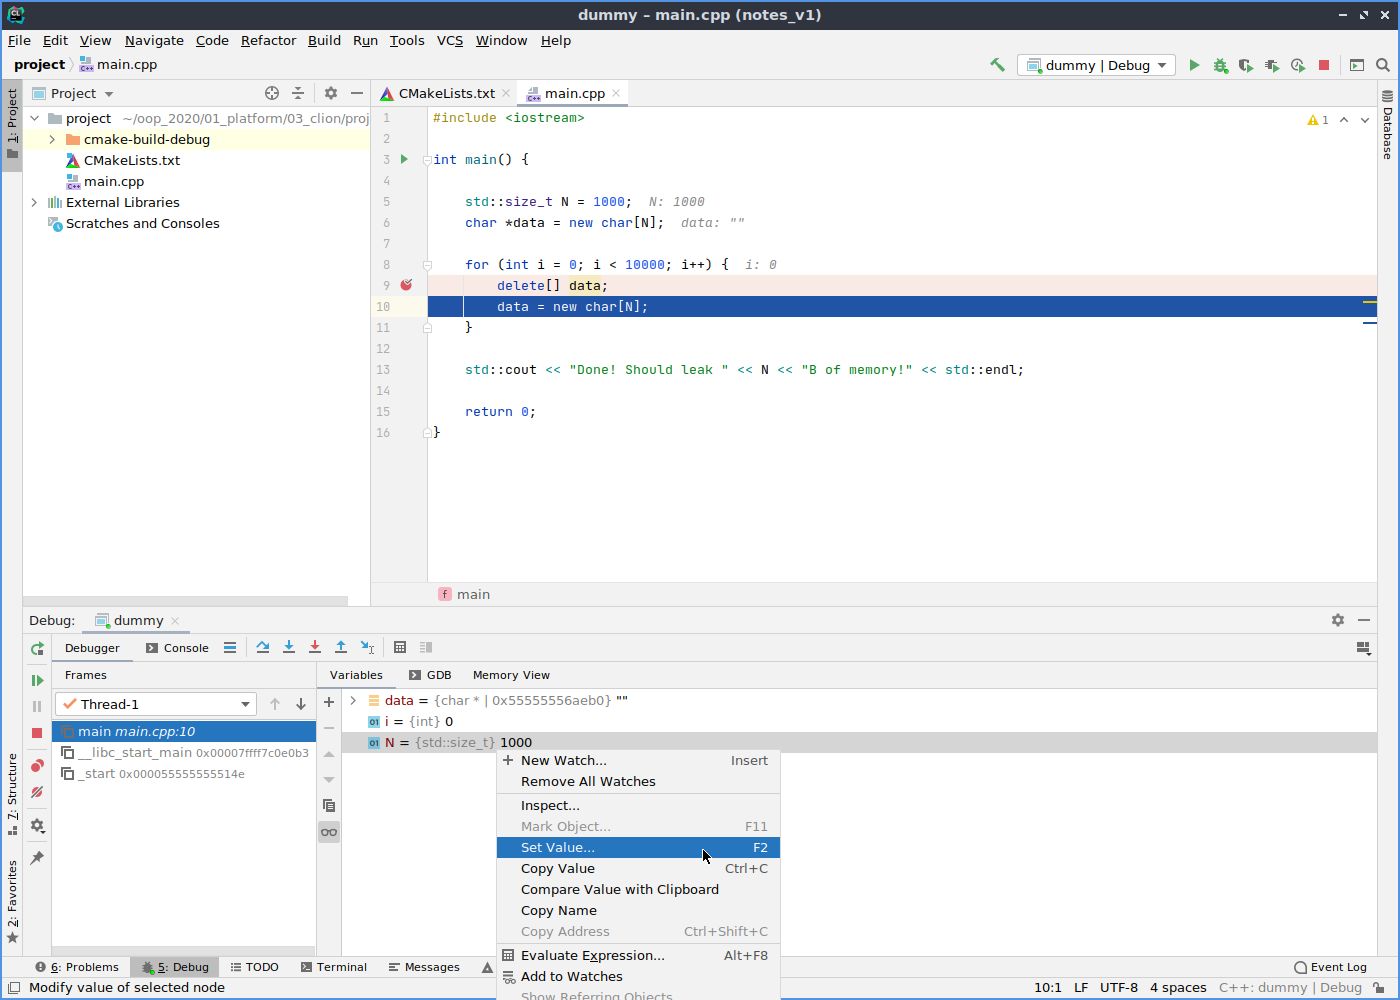 dummy – main.cpp (notes_v1)
File Edit View Navigate Code Refactor Build Run Tools VCS Window Help
project main.cpp dummy | Debug
1: Project
Project
CMakeLists.txt main.cpp
Database
project ~/oop_2020/01_platform/03_clion/proj
cmake-build-debug
CMakeLists.txt
main.cpp
External Libraries
Scratches and Consoles
1 #include <iostream>
1
2
3 int main() {
4
5 std::size_t N = 1000; N: 1000
6 char *data = new char[N]; data: ""
7
8 for (int i = 0; i < 10000; i++) { i: 0
9 delete[] data;
10 data = new char[N];
11 }
12
13 std::cout << "Done! Should leak " << N << "B of memory!" << std::endl;
14
15 return 0;
16 }
f main
Debug: dummy
Debugger Console
Frames
Variables GDB Memory View
Thread-1
main main.cpp:10
__libc_start_main 0x00007ffff7c0e0b3
_start 0x000055555555514e
data = {char * | 0x55555556aeb0} ""
01 i = {int} 0
01 N = {std::size_t} 1000
New Watch... Insert
Remove All Watches
Inspect...
Mark Object... F11
Set Value... F2
Copy Value Ctrl+C
Compare Value with Clipboard
Copy Name
Copy Address Ctrl+Shift+C
Evaluate Expression... Alt+F8
Add to Watches
Show Referring Objects
7: Structure
2: Favorites
6: Problems 5: Debug TODO Terminal Messages Event Log
Modify value of selected node 10:1 LF UTF-8 4 spaces C++: dummy | Debug